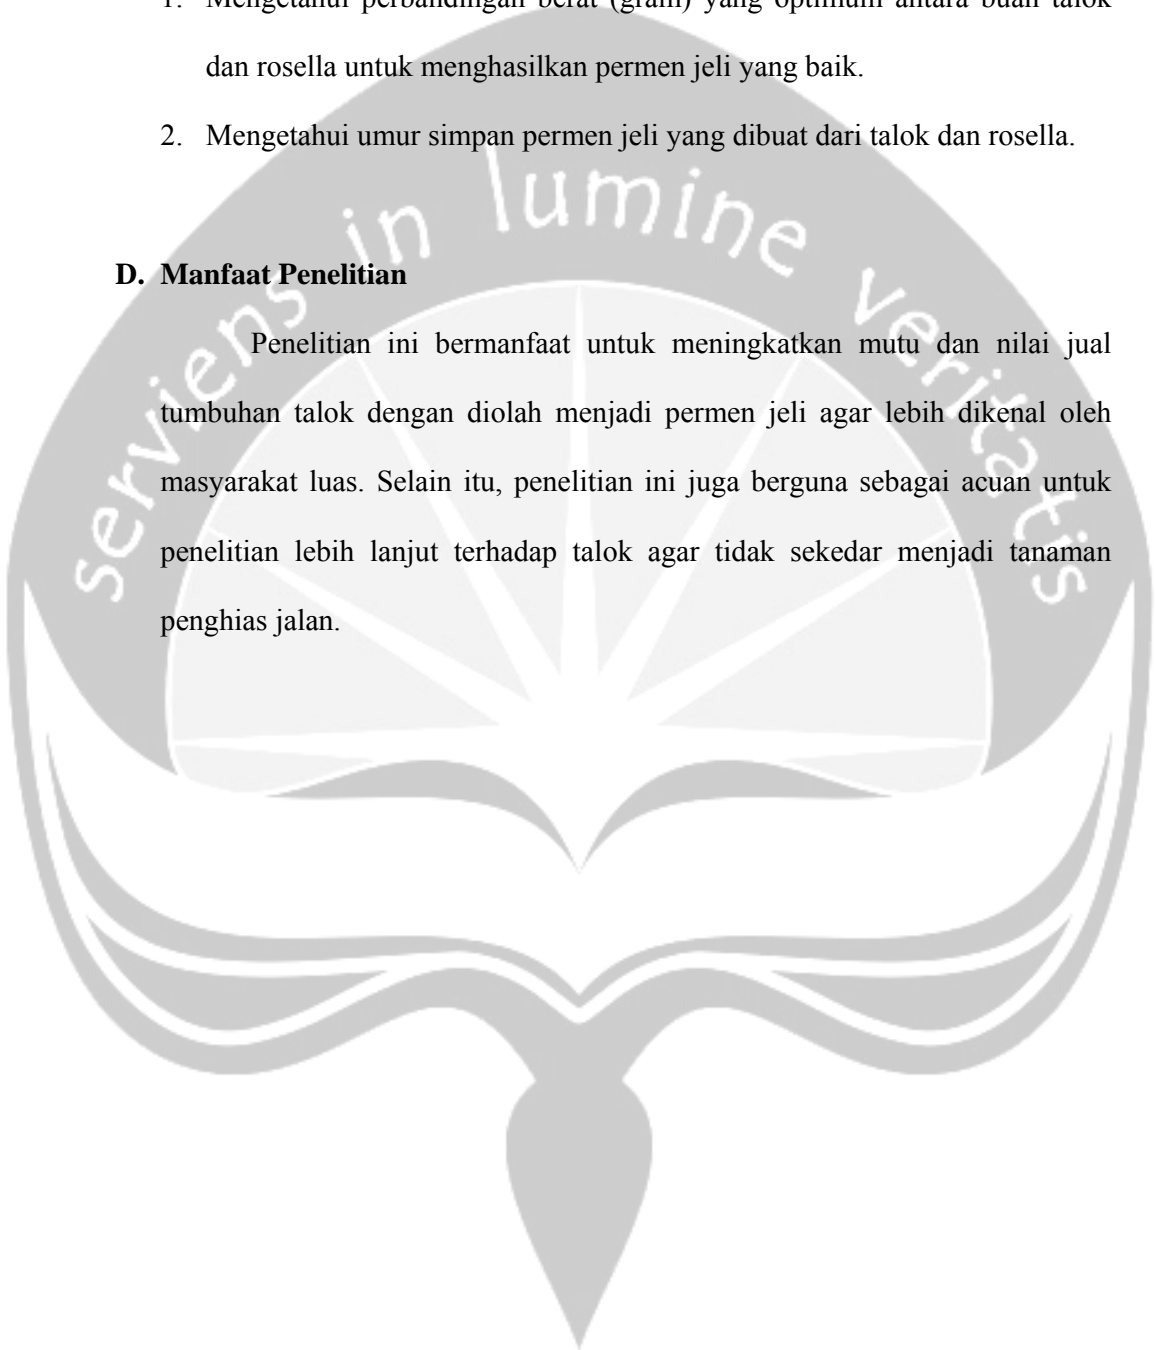 1. Mengetahui perbandingan berat (gram) yang optimum antara buah talok
dan rosella untuk menghasilkan permen jeli yang baik.
2. Mengetahui umur simpan permen jeli yang dibuat dari talok dan rosella.
serviens in lumine veritatis
D. Manfaat Penelitian
Penelitian ini bermanfaat untuk meningkatkan mutu dan nilai jual
tumbuhan talok dengan diolah menjadi permen jeli agar lebih dikenal oleh
masyarakat luas. Selain itu, penelitian ini juga berguna sebagai acuan untuk
penelitian lebih lanjut terhadap talok agar tidak sekedar menjadi tanaman
penghias jalan.